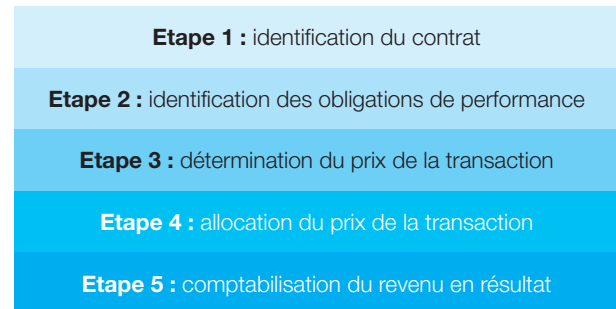 Etape 1 : identification du contrat
Etape 2 : identification des obligations de performance
Etape 3 : détermination du prix de la transaction
Etape 4 : allocation du prix de la transaction
Etape 5 : comptabilisation du revenu en résultat